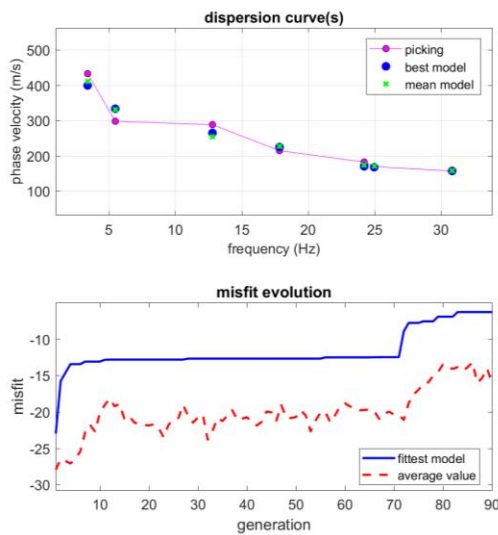 dispersion curve(s)
500
400
300
200
100
phase velocity (m/s)
picking
best model
mean model
5
10
15
20
25
30
frequency (Hz)
misfit evolution
-10
-15
-20
-25
-30
misfit
fittest model
average value
10
20
30
40
50
60
70
80
90
generation